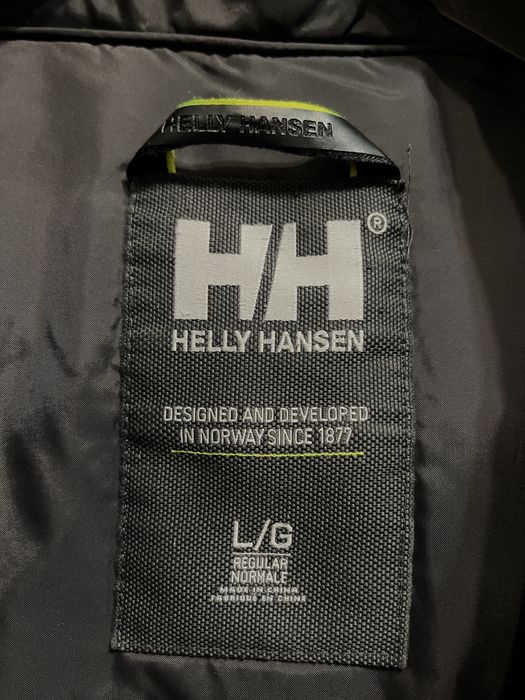 HELLY HANSEN
H/H®
HELLY HANSEN
DESIGNED AND DEVELOPED
IN NORWAY SINCE 1877
L/G
REGULAR
NORMALE
MADE IN CHINA
FABRIQUÉ EN CHINE